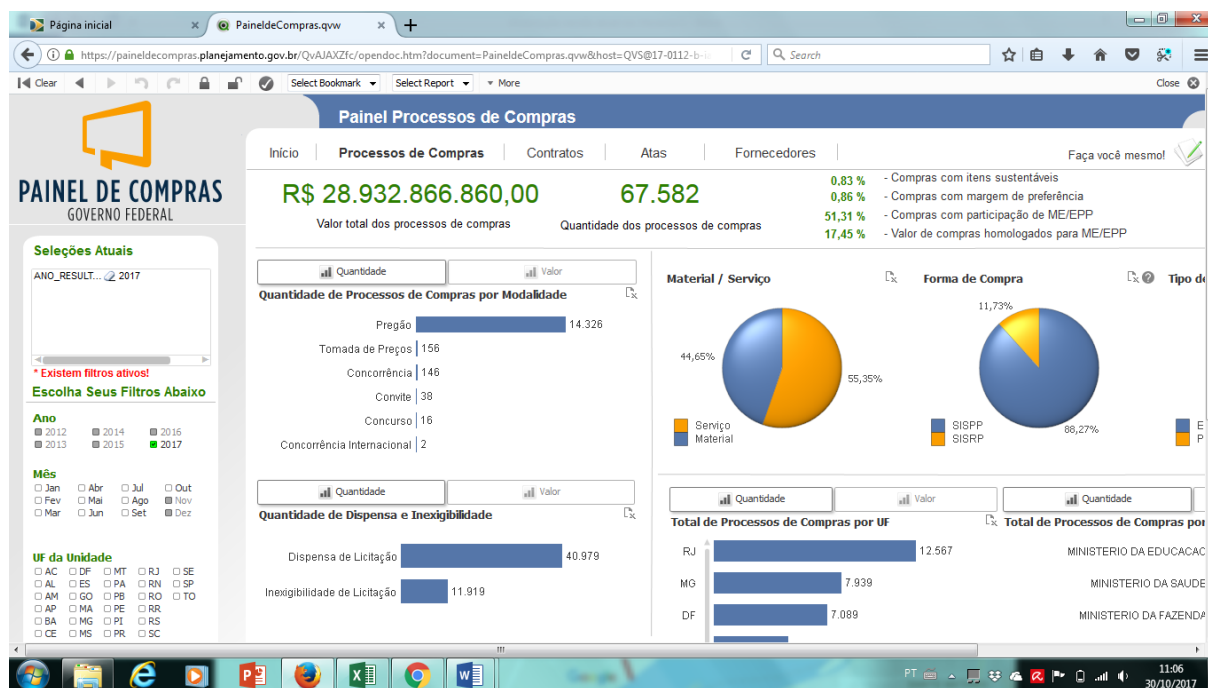 Página inicial
PaineldeCompras.qvw
https://paineldecompras.planejamento.gov.br/QvAJAXZfc/opendoc.htm?document=PaineldeCompras.qvw&host=QVS@17-0112-b-
Search
Clear
Select Bookmark
Select Report
More
Close
Painel Processos de Compras
Início
Processos de Compras
Contratos
Atas
Fornecedores
Faça você mesmo!
PAINEL DE COMPRAS
GOVERNO FEDERAL
R$ 28.932.866.860,00
Valor total dos processos de compras
67.582
Quantidade dos processos de compras
0,83 % - Compras com itens sustentáveis
0,86 % - Compras com margem de preferência
51,31 % - Compras com participação de ME/EPP
17,45 % - Valor de compras homologados para ME/EPP
Seleções Atuais
ANO_RESULT... 2017
* Existem filtros ativos!
Escolha Seus Filtros Abaixo
Ano
2012 2014 2016
2013 2015 2017
Mês
Jan Abr Jul Out
Fev Mai Ago Nov
Mar Jun Set Dez
UF da Unidade
AC DF MT RJ SE
AL ES PA RN SP
AM GO PB RO TO
AP MA PE RR
BA MG PI RS
CE MS PR SC
Quantidade
Valor
Quantidade de Processos de Compras por Modalidade
Pregão 14.326
Tomada de Preços 156
Concorrência 146
Convite 38
Concurso 16
Concorrência Internacional 2
Quantidade
Valor
Quantidade de Dispensa e Inexigibilidade
Dispensa de Licitação 40.979
Inexigibilidade de Licitação 11.919
Material / Serviço
44,65%
55,35%
Serviço
Material
Forma de Compra
11,73%
88,27%
SISPP
SISRP
Tipo de
E
P
Quantidade
Valor
Total de Processos de Compras por UF
RJ 12.567
MG 7.939
DF 7.089
Quantidade
Total de Processos de Compras por
MINISTERIO DA EDUCACAO
MINISTERIO DA SAUDE
MINISTERIO DA FAZENDA
PT
11:06
30/10/2017